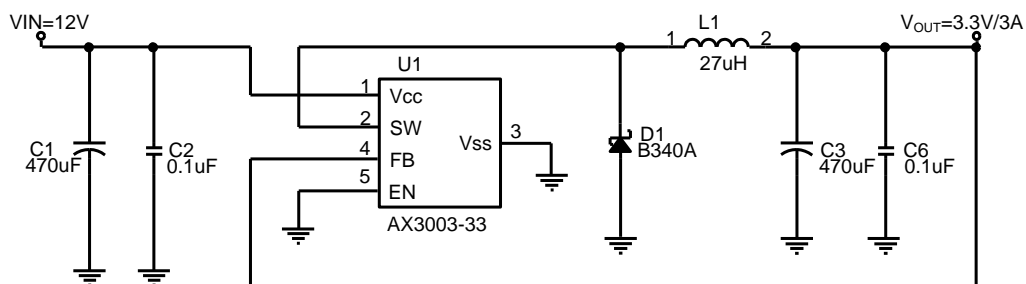 VIN=12V
L1
VOUT=3.3V/3A
1
2
27uH
U1
1
Vcc
2
SW
Vss
3
4
FB
5
EN
AX3003-33
C1
470uF
C2
0.1uF
D1
B340A
C3
470uF
C6
0.1uF